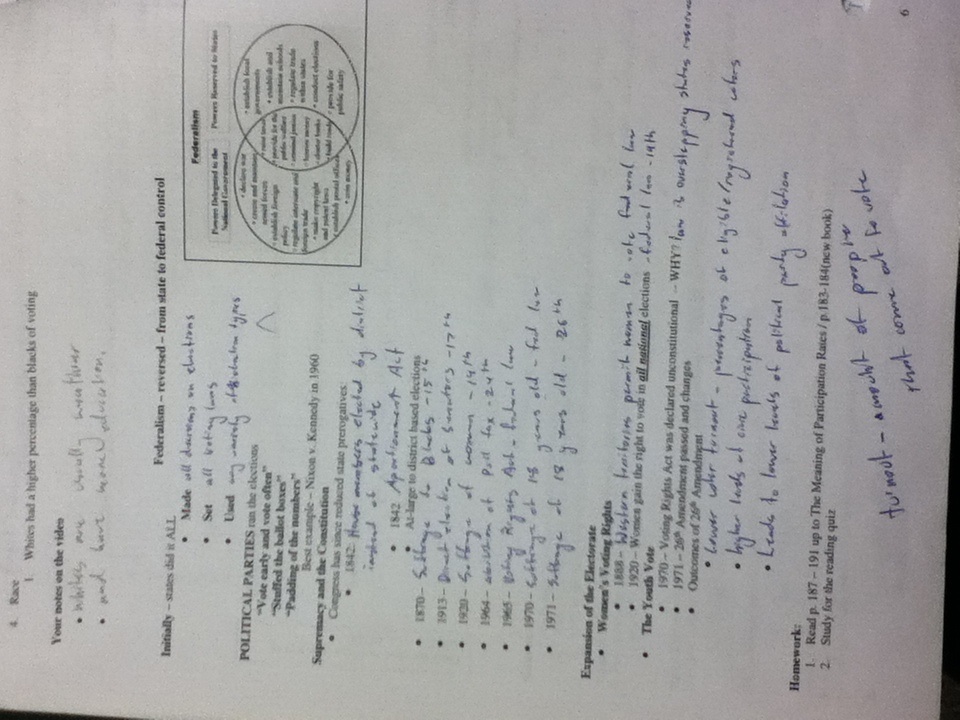 4. Race
1. Whites had a higher percentage than blacks of voting
Your notes on the video
• whites are usually wealthier
• and have more education.
Federalism – reversed – from state to federal control
Initially – states did it ALL
• Made all decisions on elections
• Set all voting laws
• Used any variety of election types
POLITICAL PARTIES ran the elections
"Vote early and vote often"
"Stuffed the ballot boxes"
"Padding of the numbers"
Best example – Nixon v. Kennedy in 1960
Federalism
Powers Delegated to the National Government
Powers Reserved to States
• declare war
• create and maintain armed forces
• establish foreign policy
• regulate interstate and foreign trade
• make copyright and patent laws
• establish postal offices
• coin money
• raise taxes
• provide for the public welfare
• criminal justice
• borrow money
• charter banks
• build roads
• establish local governments
• establish and maintain schools
• regulate trade within states
• conduct elections
• provide for public safety
Supremacy and the Constitution
• Congress has since reduced state prerogatives:
• 1842: House members elected by district
instead of statewide
• 1842 Aportionment Act
• At-large to district based elections
• 1870 – Suffrage to Blacks - 15th
• 1913 – Direct election of Senators - 17th
• 1920 – Suffrage of women - 19th
• 1964 – abolition of Poll tax - 24th
• 1965 – Voting Rights Act - federal law
• 1970 – Suffrage of 18 years old - fed law
• 1971 – Suffrage of 18 years old - 26th
Expansion of the Electorate
• Women's Voting Rights
• 1888 – Western territories permit women to vote federal law
• 1920 – Women gain the right to vote in all national elections - federal law - 19th
• The Youth Vote
• 1970 – Voting Rights Act was declared unconstitutional – WHY? law is overstepping states reserve
• 1971 – 26th Amendment passed and changes
• Outcomes of 26th Amendment
• Lower voter turnout - percentages of eligible/registered voters
• higher levels of civic participation
• Leads to lower levels of political party affiliation
Homework:
1. Read p. 187 – 191 up to The Meaning of Participation Rates / p.183-184(new book)
2. Study for the reading quiz
turnout - amount of people
that come out to vote
6